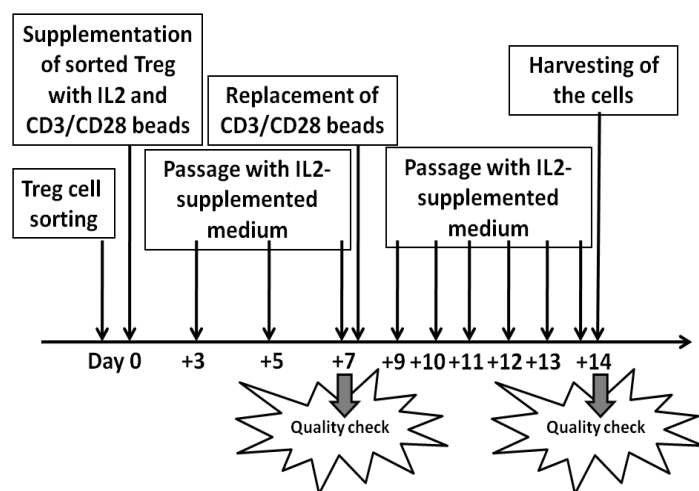 Supplementation
of sorted Treg
with IL2 and
CD3/CD28 beads
Replacement of
CD3/CD28 beads
Harvesting of
the cells
Treg cell
sorting
Passage with IL2-
supplemented
medium
Passage with IL2-
supplemented
medium
Day 0 +3 +5 +7 +9 +10 +11 +12 +13 +14
Quality check
Quality check